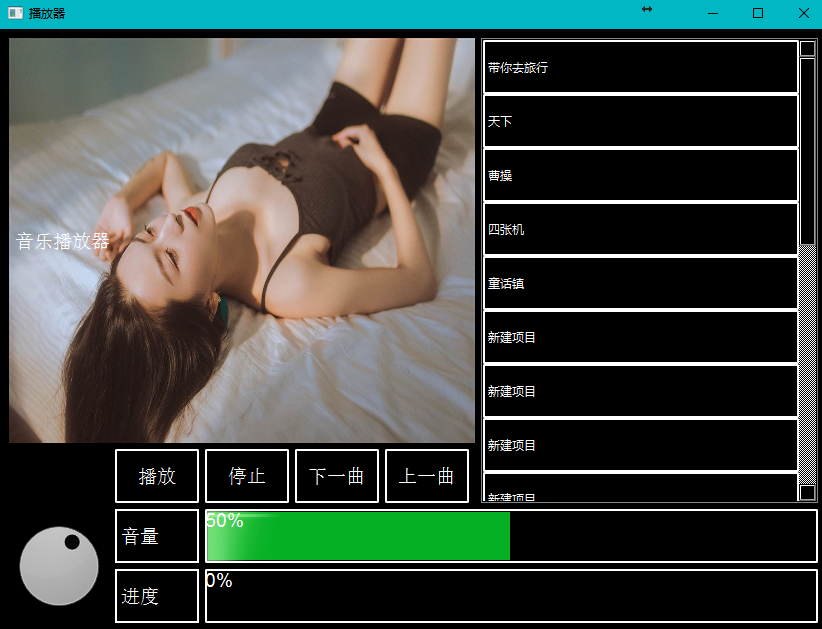 播放器
音乐播放器
带你去旅行
天下
曹操
四张机
童话镇
新建项目
新建项目
新建项目
新建项目
播放
停止
下一曲
上一曲
音量
50%
进度
0%